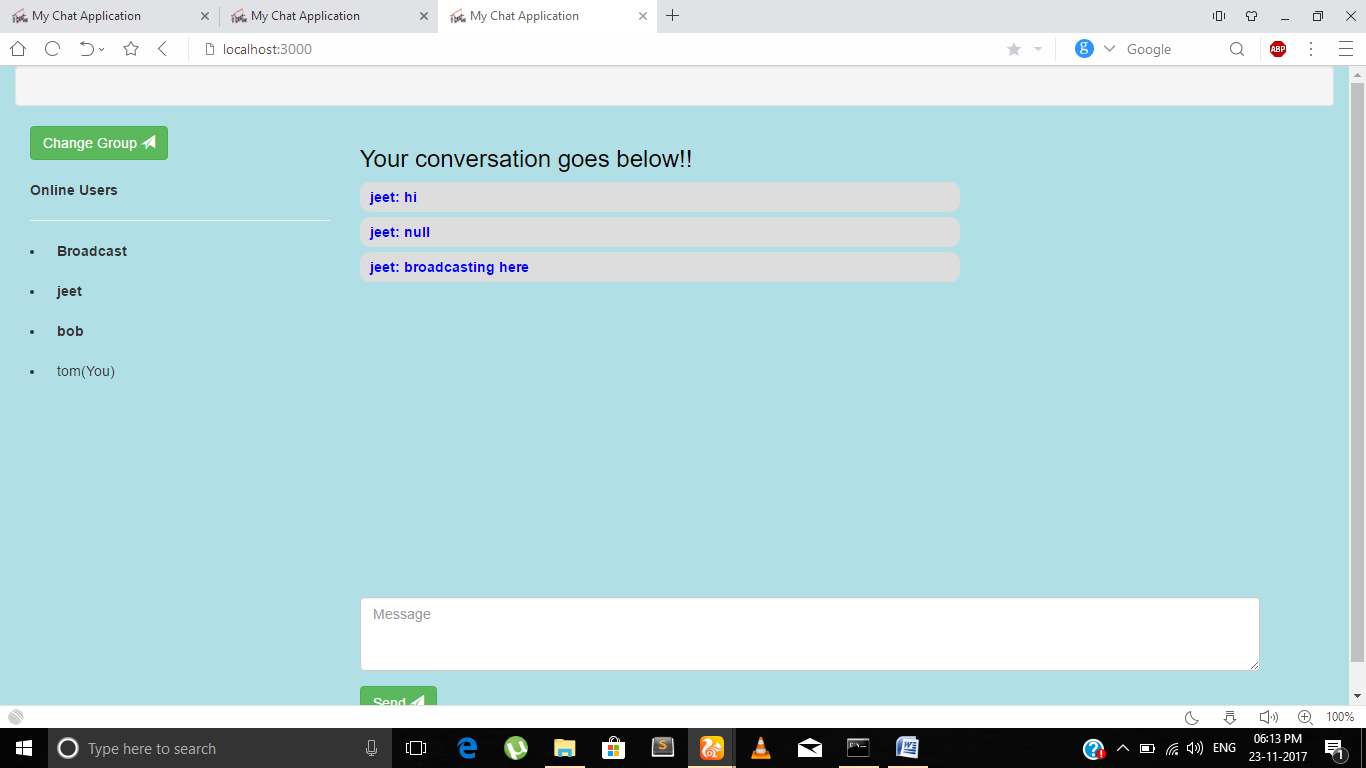 My Chat Application My Chat Application My Chat Application
localhost:3000 g Google ABP
Change Group
Online Users
Broadcast
jeet
bob
tom(You)
Your conversation goes below!!
jeet: hi
jeet: null
jeet: broadcasting here
Message
Send
100%
Type here to search
ENG
06:13 PM
23-11-2017
1